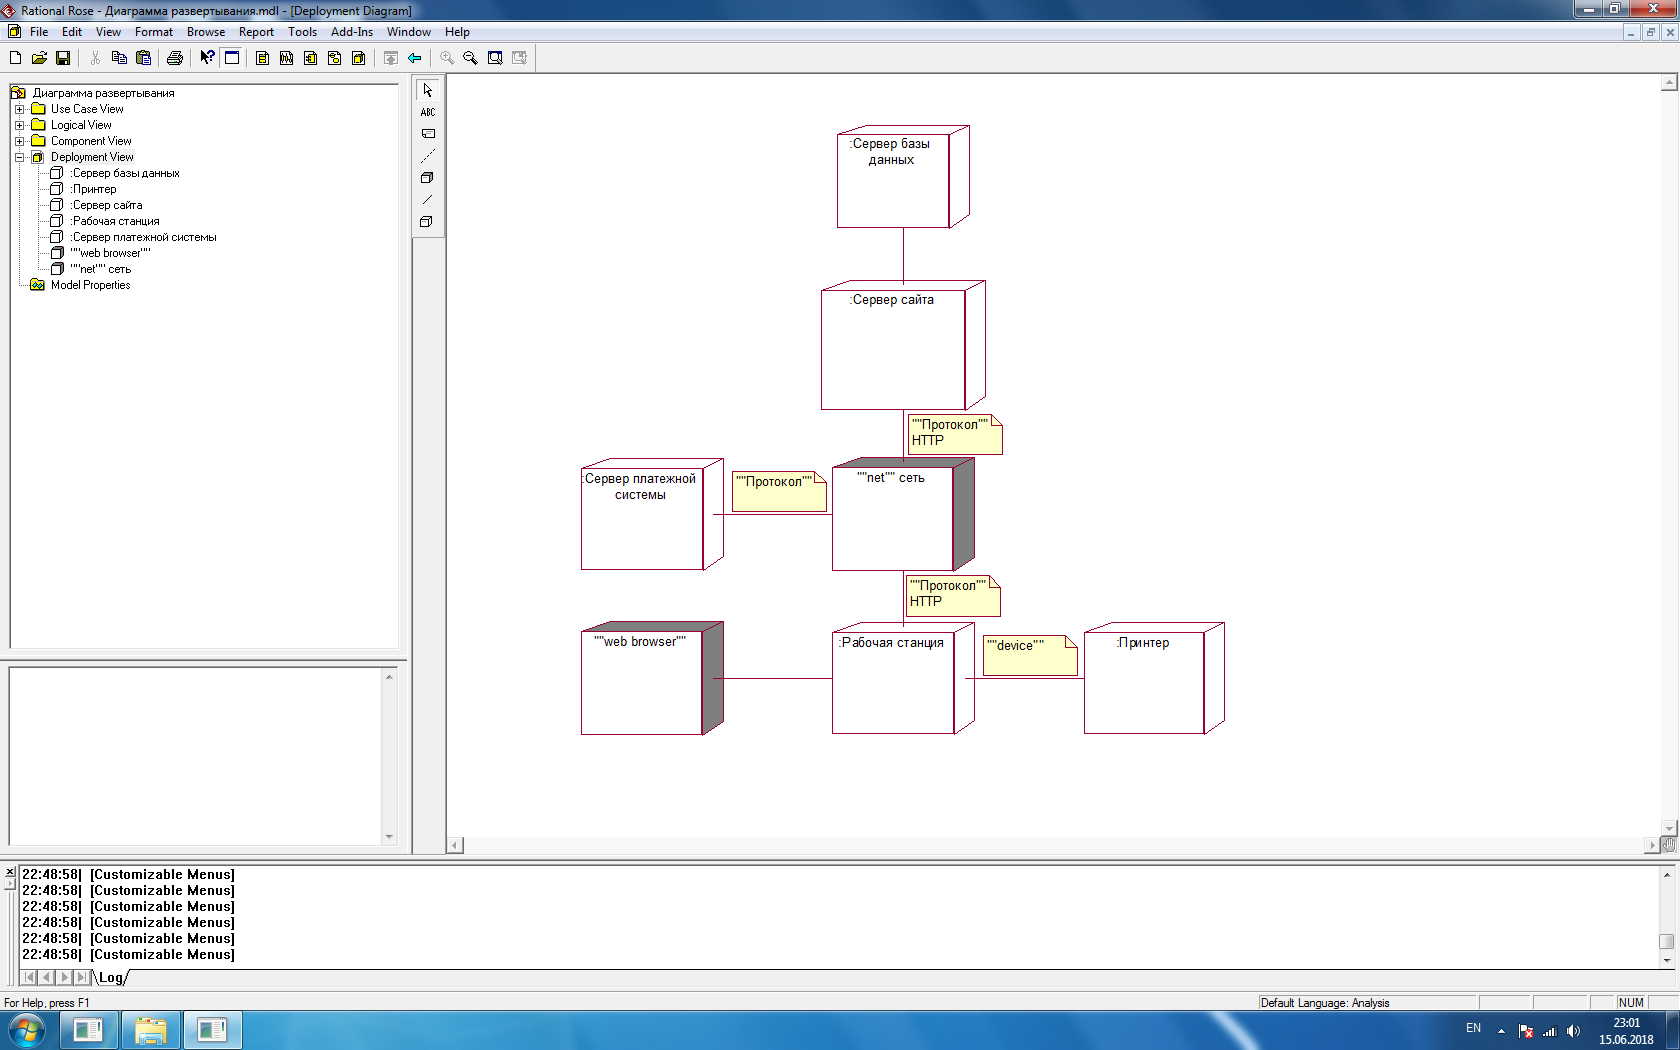 Rational Rose - Диаграмма развертывания.mdl - [Deployment Diagram]
File Edit View Format Browse Report Tools Add-Ins Window Help
ABC
Диаграмма развертывания
Use Case View
Logical View
Component View
Deployment View
:Сервер базы данных
:Принтер
:Сервер сайта
:Рабочая станция
:Сервер платежной системы
""web browser""
""net"" сеть
Model Properties
:Сервер базы
данных
:Сервер сайта
""Протокол""
HTTP
:Сервер платежной
системы
""Протокол""
""net"" сеть
""Протокол""
HTTP
""web browser""
:Рабочая станция
""device""
:Принтер
22:48:58| [Customizable Menus]
22:48:58| [Customizable Menus]
22:48:58| [Customizable Menus]
22:48:58| [Customizable Menus]
22:48:58| [Customizable Menus]
22:48:58| [Customizable Menus]
Log
For Help, press F1
Default Language: Analysis
NUM
EN
23:01
15.06.2018